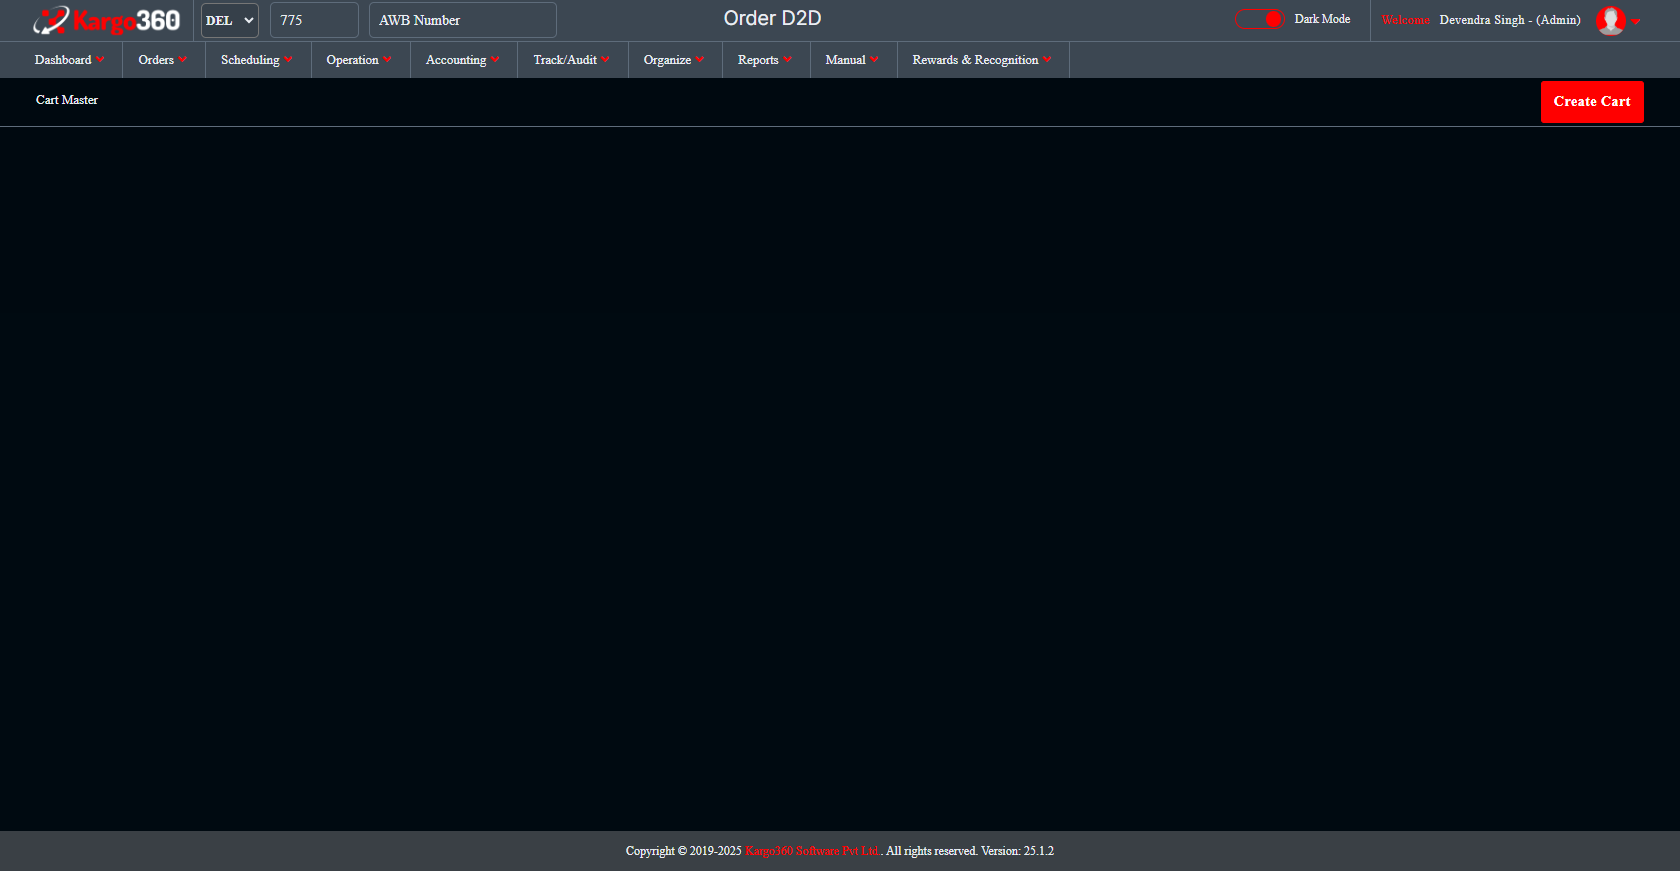 Kargo360 DEL 775 AWB Number Order D2D Dark Mode Welcome Devendra Singh - (Admin)
Dashboard Orders Scheduling Operation Accounting Track/Audit Organize Reports Manual Rewards & Recognition
Cart Master Create Cart
Copyright © 2019-2025 Kargo360 Software Pvt Ltd.. All rights reserved. Version: 25.1.2